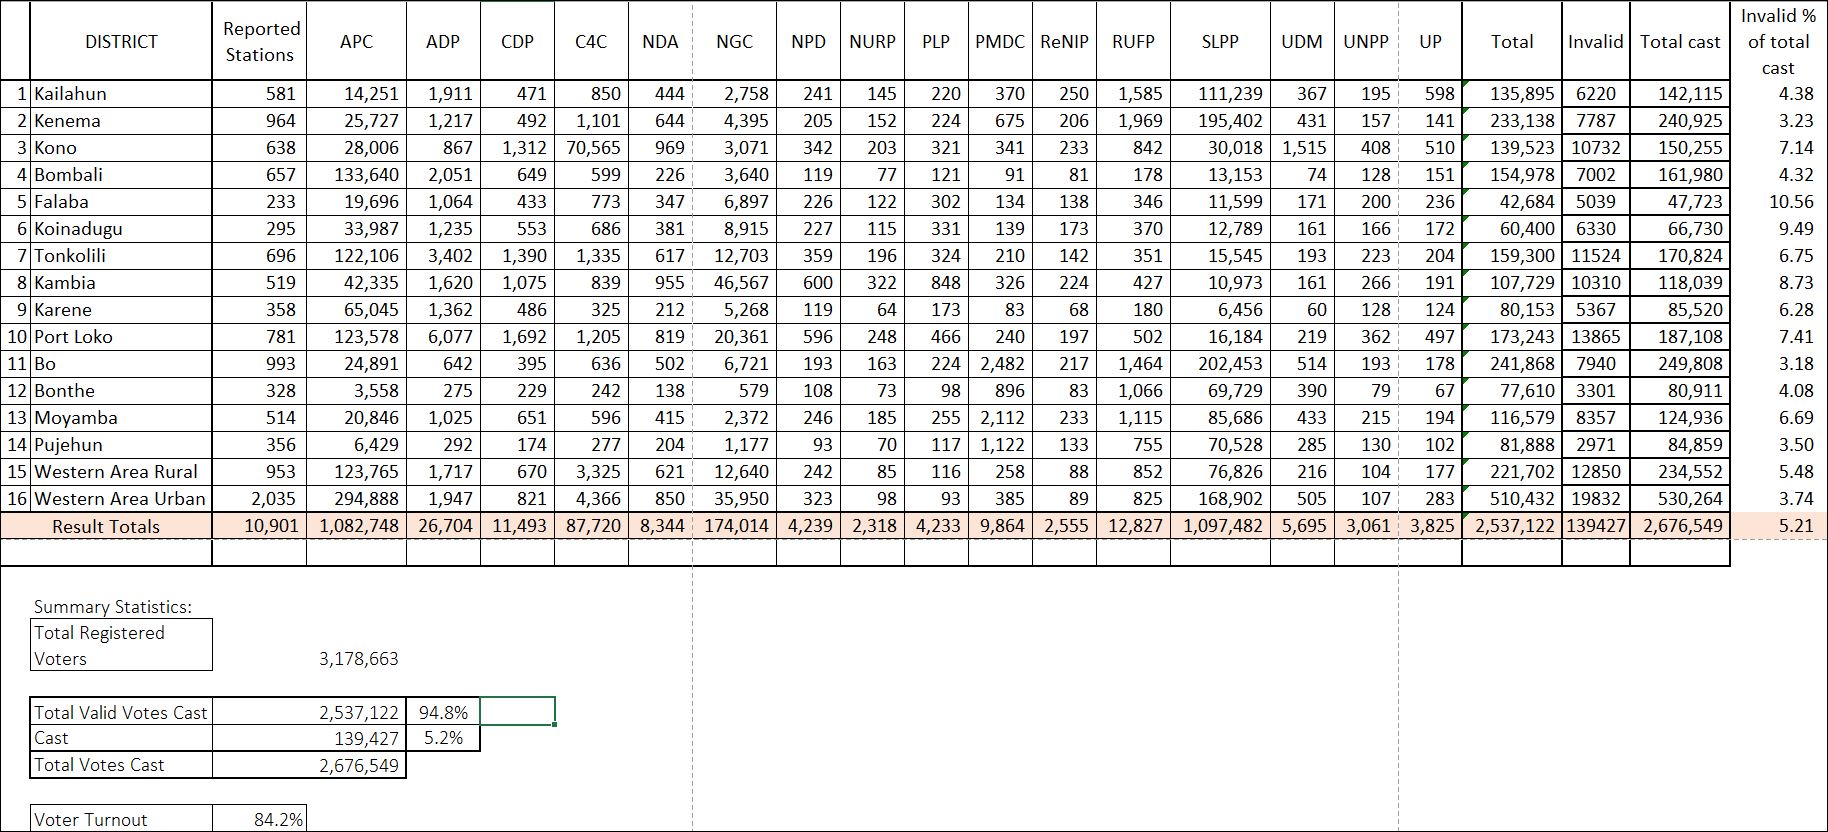 DISTRICT Reported Stations APC ADP CDP C4C NDA NGC NPD NURP PLP PMDC ReNIP RUFP SLPP UDM UNPP UP Total Invalid Total cast Invalid % of total cast
1 Kailahun 581 14,251 1,911 471 850 444 2,758 241 145 220 370 250 1,585 111,239 367 195 598 135,895 6220 142,115 4.38
2 Kenema 964 25,727 1,217 492 1,101 644 4,395 205 152 224 675 206 1,969 195,402 431 157 141 233,138 7787 240,925 3.23
3 Kono 638 28,006 867 1,312 70,565 969 3,071 342 203 321 341 233 842 30,018 1,515 408 510 139,523 10732 150,255 7.14
4 Bombali 657 133,640 2,051 649 599 226 3,640 119 77 121 91 81 178 13,153 74 128 151 154,978 7002 161,980 4.32
5 Falaba 233 19,696 1,064 433 773 347 6,897 226 122 302 134 138 346 11,599 171 200 236 42,684 5039 47,723 10.56
6 Koinadugu 295 33,987 1,235 553 686 381 8,915 227 115 331 139 173 370 12,789 161 166 172 60,400 6330 66,730 9.49
7 Tonkolili 696 122,106 3,402 1,390 1,335 617 12,703 359 196 324 210 142 351 15,545 193 223 204 159,300 11524 170,824 6.75
8 Kambia 519 42,335 1,620 1,075 839 955 46,567 600 322 848 326 224 427 10,973 161 266 191 107,729 10310 118,039 8.73
9 Karene 358 65,045 1,362 486 325 212 5,268 119 64 173 83 68 180 6,456 60 128 124 80,153 5367 85,520 6.28
10 Port Loko 781 123,578 6,077 1,692 1,205 819 20,361 596 248 466 240 197 502 16,184 219 362 497 173,243 13865 187,108 7.41
11 Bo 993 24,891 642 395 636 502 6,721 193 163 224 2,482 217 1,464 202,453 514 193 178 241,868 7940 249,808 3.18
12 Bonthe 328 3,558 275 229 242 138 579 108 73 98 896 83 1,066 69,729 390 79 67 77,610 3301 80,911 4.08
13 Moyamba 514 20,846 1,025 651 596 415 2,372 246 185 255 2,112 233 1,115 85,686 433 215 194 116,579 8357 124,936 6.69
14 Pujehun 356 6,429 292 174 277 204 1,177 93 70 117 1,122 133 755 70,528 285 130 102 81,888 2971 84,859 3.50
15 Western Area Rural 953 123,765 1,717 670 3,325 621 12,640 242 85 116 258 88 852 76,826 216 104 177 221,702 12850 234,552 5.48
16 Western Area Urban 2,035 294,888 1,947 821 4,366 850 35,950 323 98 93 385 89 825 168,902 505 107 283 510,432 19832 530,264 3.74
Result Totals 10,901 1,082,748 26,704 11,493 87,720 8,344 174,014 4,239 2,318 4,233 9,864 2,555 12,827 1,097,482 5,695 3,061 3,825 2,537,122 139427 2,676,549 5.21
Summary Statistics:
Total Registered
Voters 3,178,663
Total Valid Votes Cast 2,537,122 94.8%
Cast 139,427 5.2%
Total Votes Cast 2,676,549
Voter Turnout 84.2%